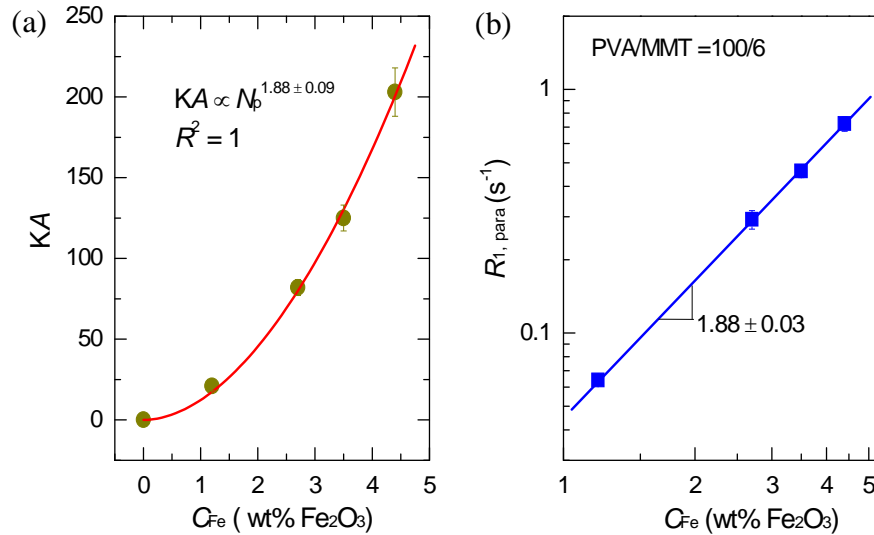 (a)
250
200
150
100
50
0
KA
KA ∝ Np^1.88 ± 0.09
R² = 1
0 1 2 3 4 5
CFe ( wt% Fe2O3)
(b)
PVA/MMT =100/6
1
0.1
R1, para (s⁻¹)
1.88 ± 0.03
1 2 3 4 5
CFe (wt% Fe2O3)